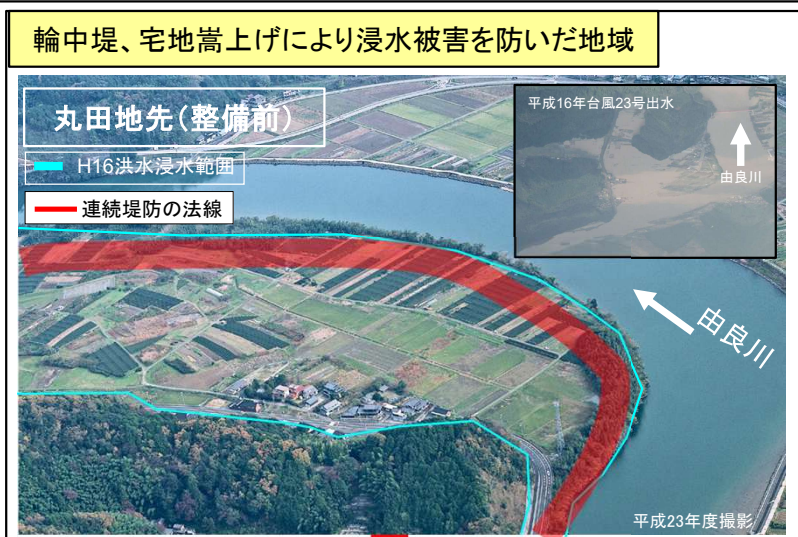 輪中堤、宅地嵩上げにより浸水被害を防いだ地域
丸田地先(整備前)
H16洪水浸水範囲
連続堤防の法線
平成16年台風23号出水
由良川
由良川
平成23年度撮影